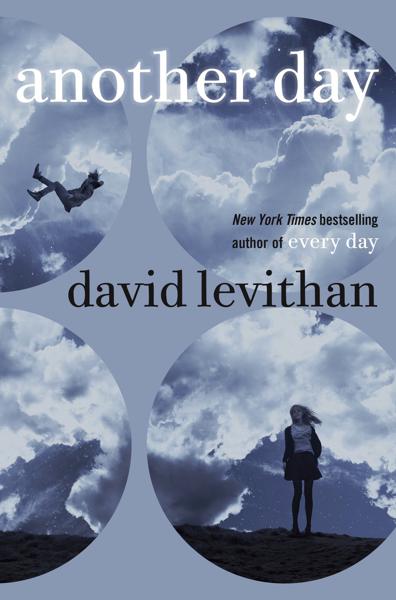 another day
New York Times bestselling
author of every day
david levithan